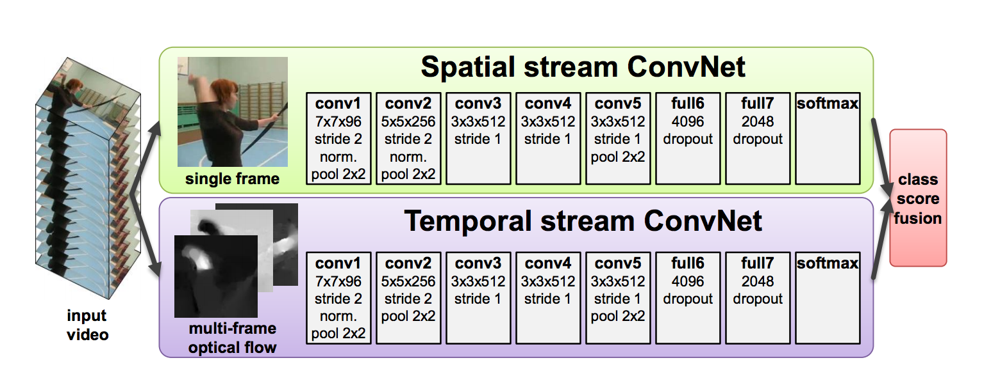 Spatial stream ConvNet
conv1
7x7x96
stride 2
norm.
pool 2x2
conv2
5x5x256
stride 2
norm.
pool 2x2
conv3
3x3x512
stride 1
conv4
3x3x512
stride 1
conv5
3x3x512
stride 1
pool 2x2
full6
4096
dropout
full7
2048
dropout
softmax
single frame
Temporal stream ConvNet
conv1
7x7x96
stride 2
norm.
pool 2x2
conv2
5x5x256
stride 2
pool 2x2
conv3
3x3x512
stride 1
conv4
3x3x512
stride 1
conv5
3x3x512
stride 1
pool 2x2
full6
4096
dropout
full7
2048
dropout
softmax
multi-frame
optical flow
input
video
class
score
fusion